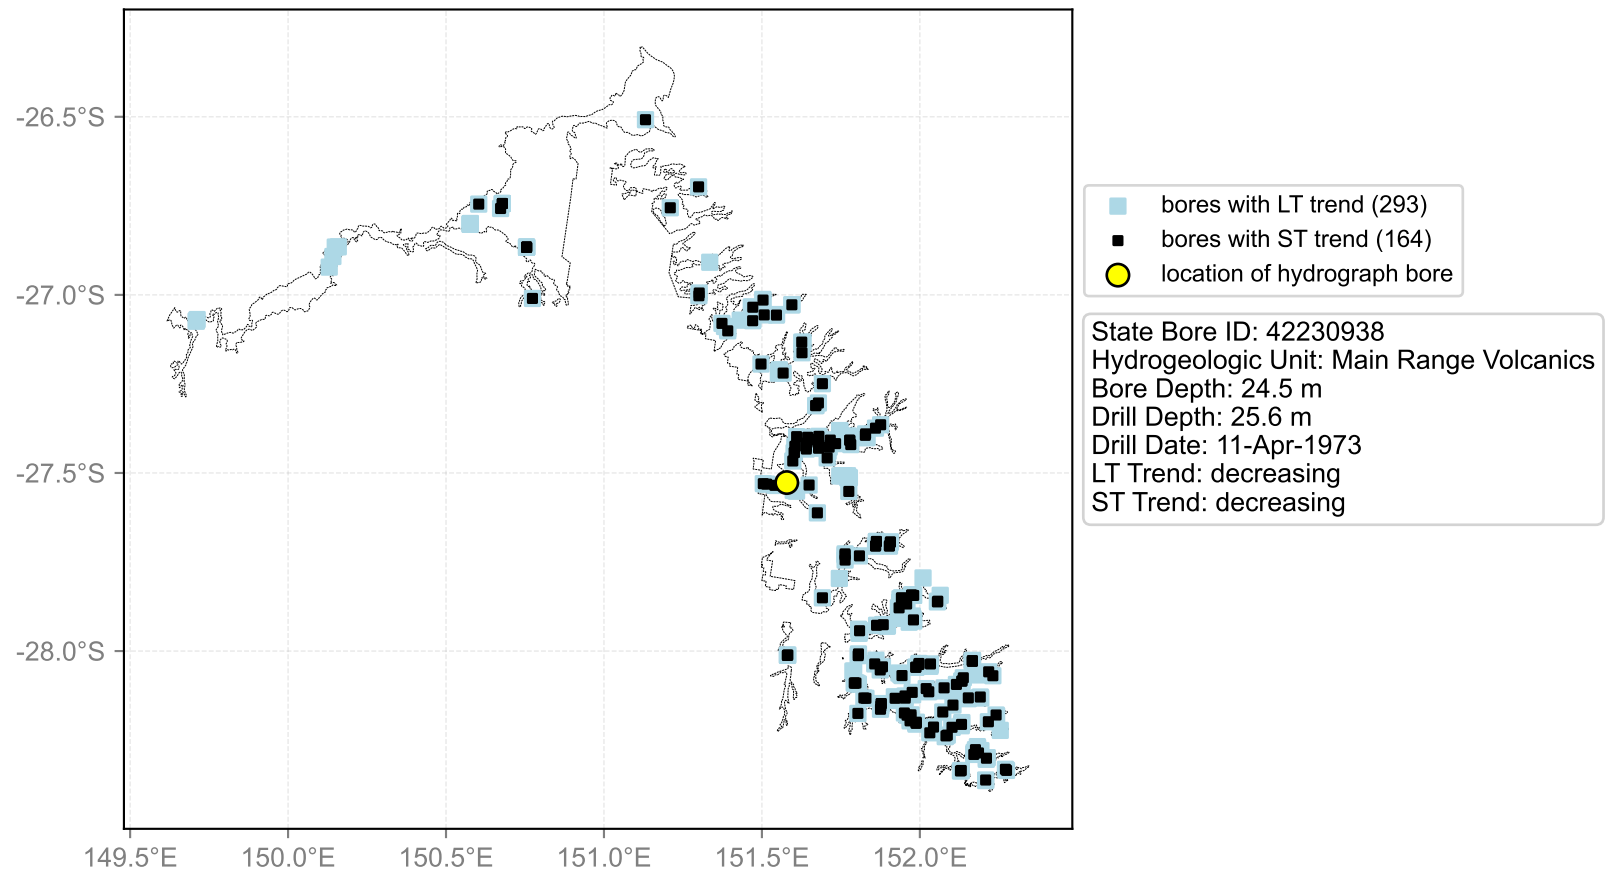 -26.5°S
-27.0°S
-27.5°S
-28.0°S
149.5°E 150.0°E 150.5°E 151.0°E 151.5°E 152.0°E
bores with LT trend (293)
bores with ST trend (164)
location of hydrograph bore
State Bore ID: 42230938
Hydrogeologic Unit: Main Range Volcanics
Bore Depth: 24.5 m
Drill Depth: 25.6 m
Drill Date: 11-Apr-1973
LT Trend: decreasing
ST Trend: decreasing